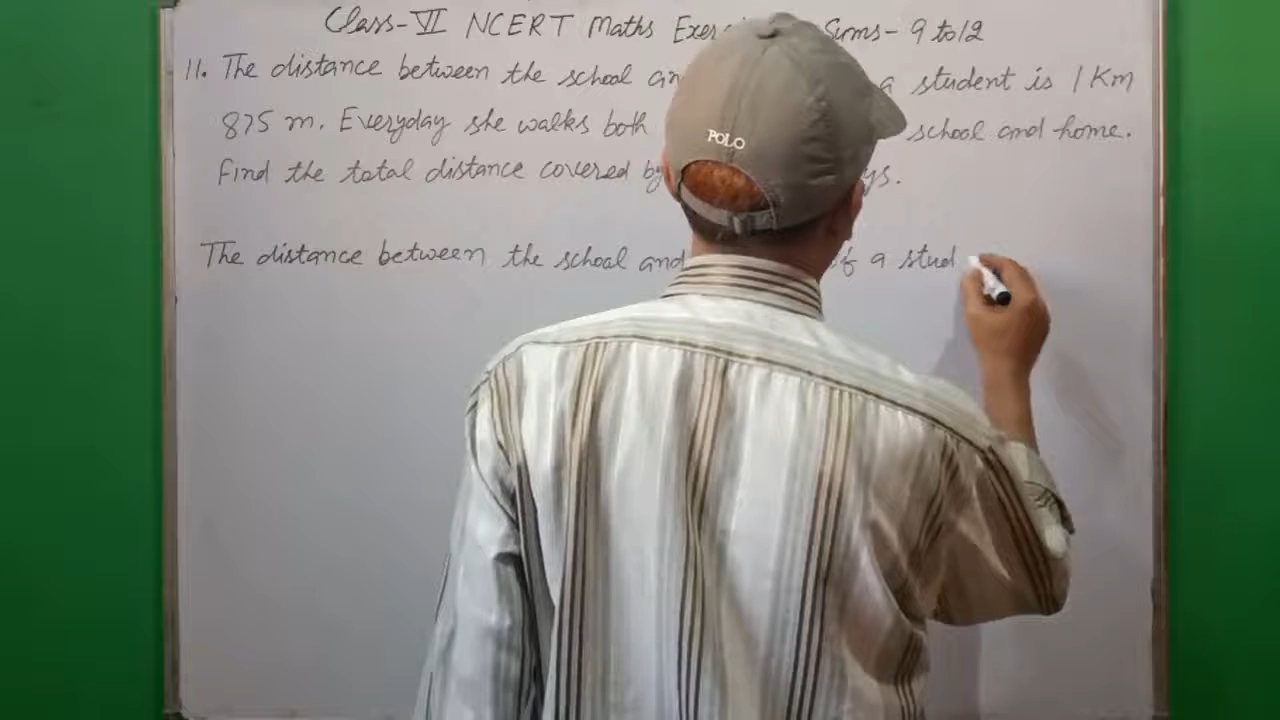 Class-VI NCERT Maths Sums- 9 to 12
11. The distance between the school a student is 1 Km
875 m. Everyday she walks both school and home.
Find the total distance covered by
The distance between the school and of a stud
POLO